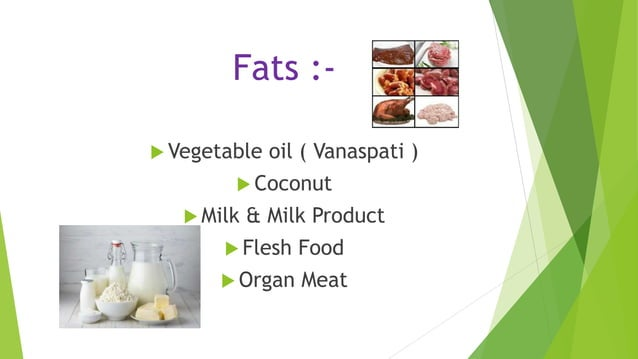 Fats :-
Vegetable oil ( Vanaspati )
Coconut
Milk & Milk Product
Flesh Food
Organ Meat